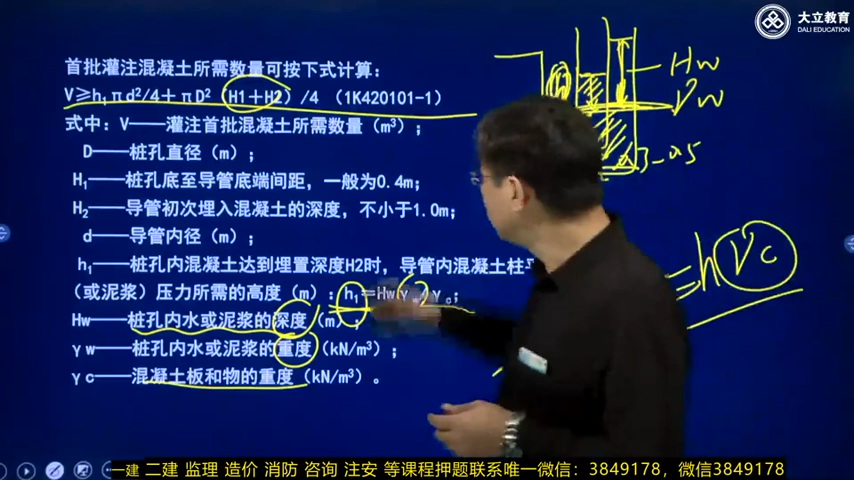 大立教育
DALI EDUCATION
首批灌注混凝土所需数量可按下式计算:
V≥h₁πd²/4+πD²（H1+H2）/4 （1K420101-1）
式中: V——灌注首批混凝土所需数量（m³）;
D——桩孔直径（m）;
H₁——桩孔底至导管底端间距，一般为0.4m;
H₂——导管初次埋入混凝土的深度，不小于1.0m;
d——导管内径（m）;
h₁——桩孔内混凝土达到埋置深度H2时，导管内混凝土柱平
（或泥浆）压力所需的高度（m）: h₁=Hwγ γc;
Hw——桩孔内水或泥浆的深度（m）;
γw——桩孔内水或泥浆的重度（kN/m³）;
γc——混凝土板和物的重度（kN/m³）。
Hw
γw
=hγc
一建 二建 监理 造价 消防 咨询 注安 等课程押题联系唯一微信: 3849178, 微信3849178